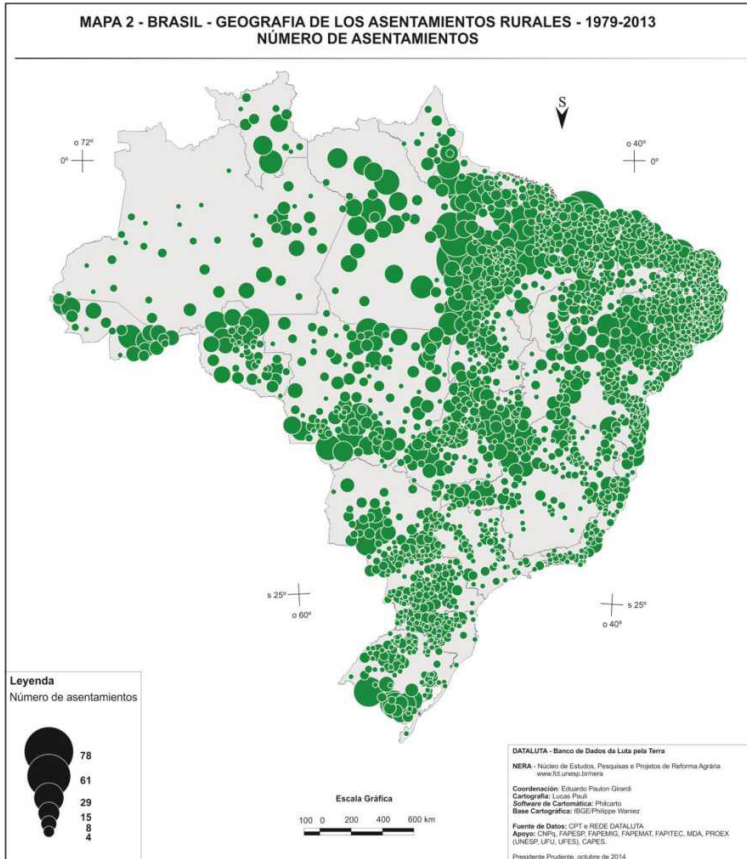 MAPA 2 - BRASIL - GEOGRAFIA DE LOS ASENTAMIENTOS RURALES - 1979-2013
NÚMERO DE ASENTAMIENTOS
S
o 72º
0º
o 40º
0º
s 25º
o 60º
s 25º
o 40º
Leyenda
Número de asentamientos
78
61
29
15
8
4
Escala Gráfica
100 0 200 400 600 km
DATALUTA - Banco de Dados da Luta pela Terra
NERA - Núcleo de Estudos, Pesquisas e Projetos de Reforma Agrária
www.fct.unesp.br/nera
Coordenación: Eduardo Paulon Girardi
Cartografia: Lucas Pauli
Software de Cartomática: Philcarto
Base Cartográfica: IBGE/Philippe Waniez
Fuente de Datos: CPT e REDE DATALUTA
Apoyo: CNPq, FAPESP, FAPEMIG, FAPEMAT, FAPITEC, MDA, PROEX
(UNESP, UFU, UFES), CAPES.
Presidente Prudente, octubre de 2014